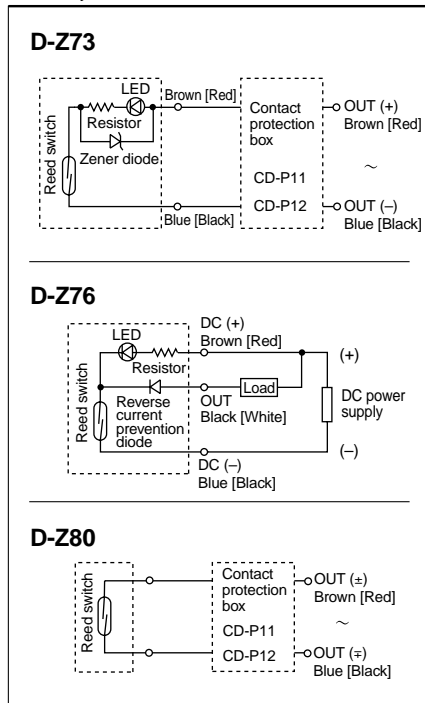 D-Z73
LED
Brown [Red]
Resistor
Zener diode
Reed switch
Blue [Black]
Contact
protection
box
CD-P11
CD-P12
OUT (+)
Brown [Red]
~
OUT (–)
Blue [Black]
D-Z76
LED
DC (+)
Brown [Red]
Resistor
(+)
Load
OUT
Black [White]
Reverse
current
prevention
diode
Reed switch
DC power
supply
(–)
DC (–)
Blue [Black]
D-Z80
Reed switch
Contact
protection
box
CD-P11
CD-P12
OUT (±)
Brown [Red]
~
OUT (∓)
Blue [Black]